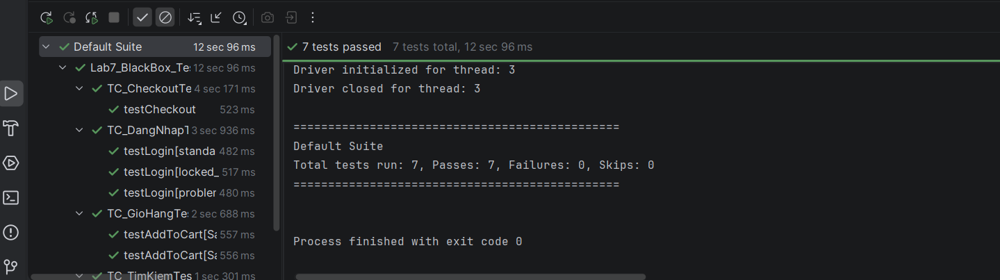 Default Suite 12 sec 96 ms
Lab7_BlackBox_Te 12 sec 96 ms
TC_CheckoutTe 4 sec 171 ms
testCheckout 523 ms
TC_DangNhapT 3 sec 936 ms
testLogin[standa 482 ms
testLogin[locked_ 517 ms
testLogin[probler 480 ms
TC_GioHangTe 2 sec 688 ms
testAddToCart[Sa 557 ms
testAddToCart[Sa 556 ms
TC_TimKiemTes 1 sec 301 ms
7 tests passed 7 tests total, 12 sec 96 ms
Driver initialized for thread: 3
Driver closed for thread: 3
===============================================
Default Suite
Total tests run: 7, Passes: 7, Failures: 0, Skips: 0
===============================================
Process finished with exit code 0